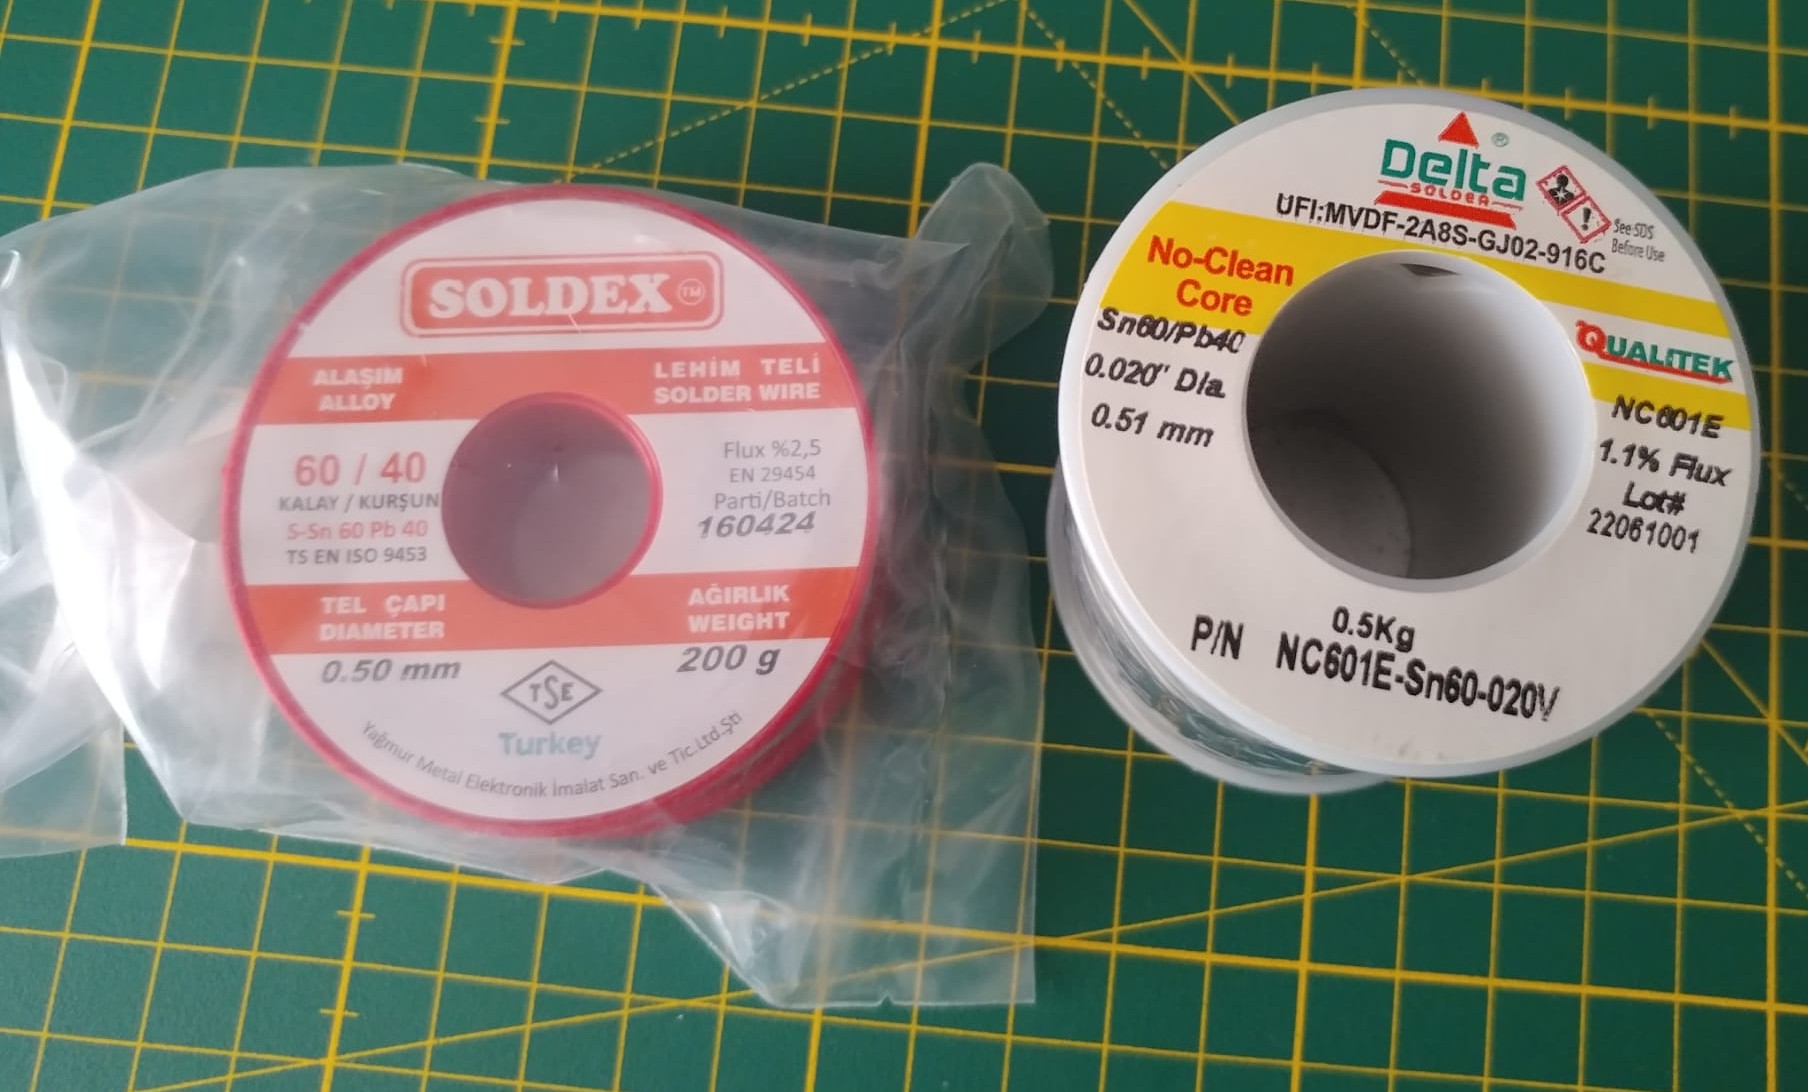 SOLDEX TM
ALAŞIM
ALLOY
LEHİM TELİ
SOLDER WIRE
60 / 40
KALAY / KURŞUN
S-Sn 60 Pb 40
TS EN ISO 9453
Flux %2,5
EN 29454
Parti/Batch
160424
TEL ÇAPI
DIAMETER
0.50 mm
AĞIRLIK
WEIGHT
200 g
TSE
Turkey
Yağmur Metal Elektronik İmalat San. ve Tic.Ltd.Şti
Delta ®
SOLDER
UFI:MVDF-2A8S-GJ02-916C
See SDS
Before Use
No-Clean
Core
Sn60/Pb40
0.020" Dia.
0.51 mm
QUALITEK
NC601E
1.1% Flux
Lot#
22061001
0.5Kg
P/N NC601E-Sn60-020V